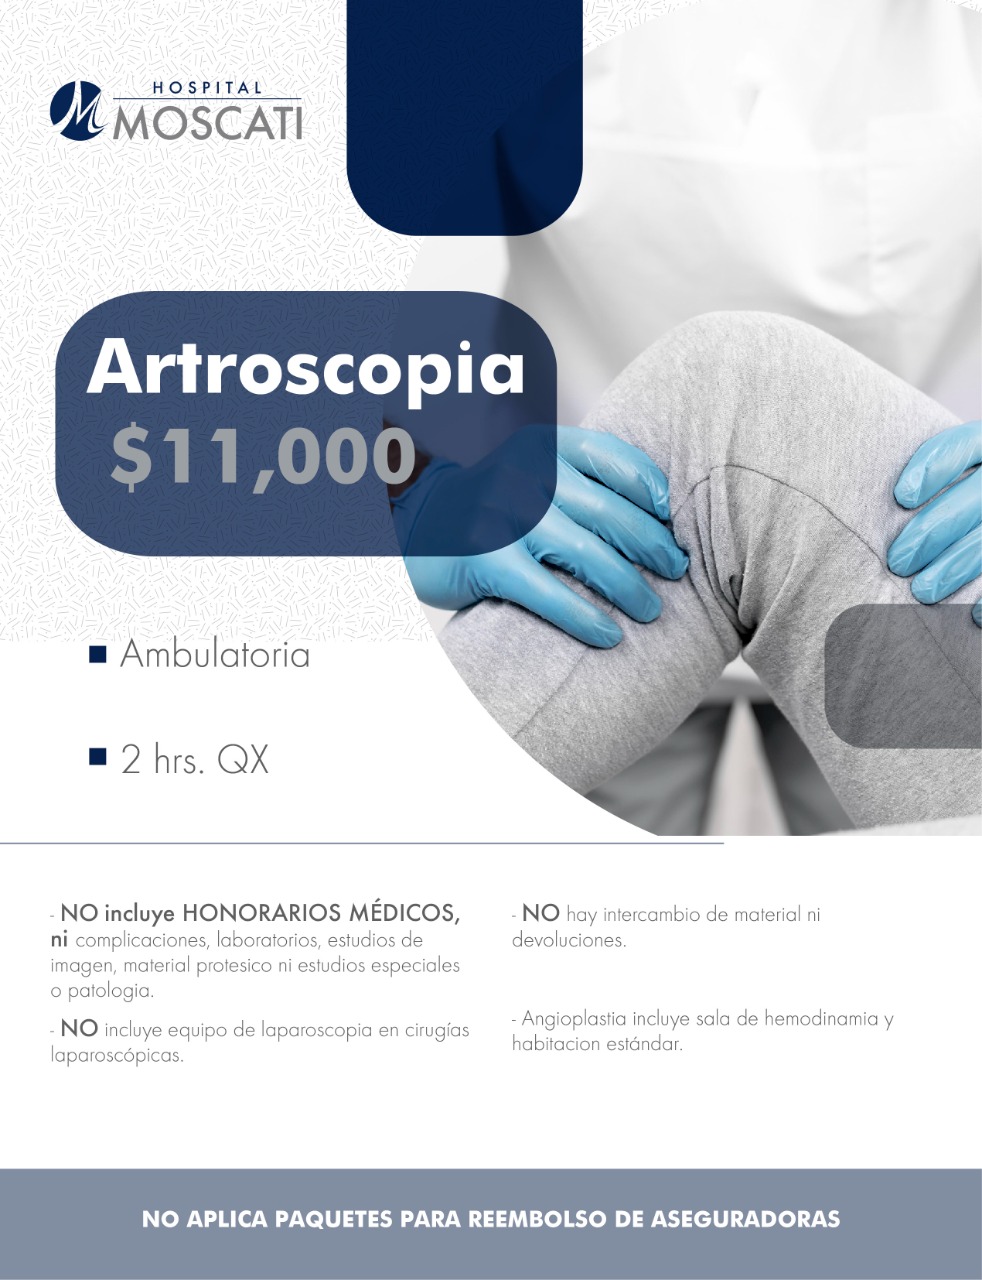 HOSPITAL
MOSCATI
Artroscopia
$11,000
Ambulatoria
2 hrs. QX
- NO incluye HONORARIOS MÉDICOS,
ni complicaciones, laboratorios, estudios de
imagen, material protesico ni estudios especiales
o patologia.
- NO incluye equipo de laparoscopia en cirugías
laparoscópicas.
- NO hay intercambio de material ni
devoluciones.
- Angioplastia incluye sala de hemodinamia y
habitacion estándar.
NO APLICA PAQUETES PARA REEMBOLSO DE ASEGURADORAS